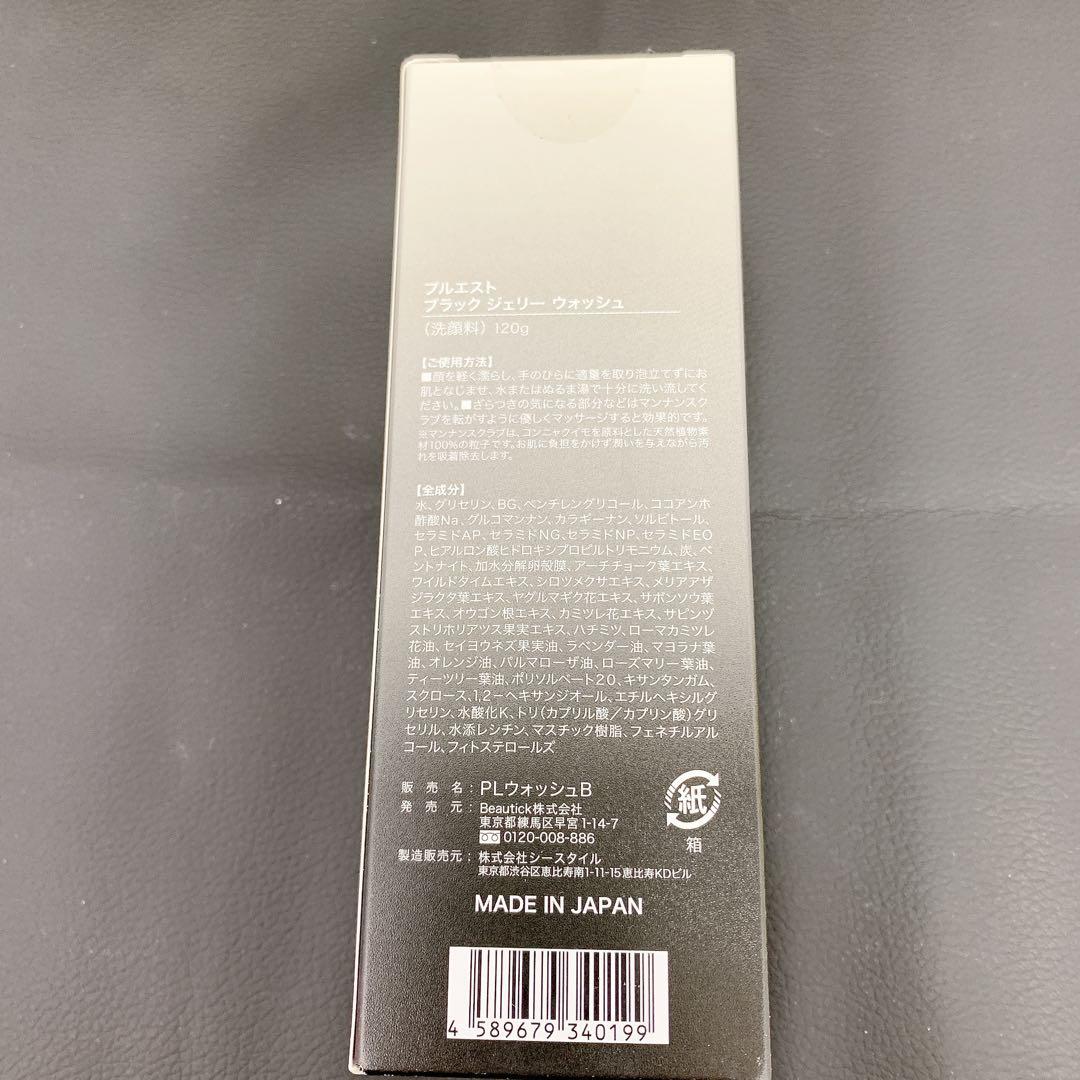 プルエスト
ブラック ジェリー ウォッシュ
(洗顔料) 120g
【ご使用方法】
■顔を軽く濡らし、手のひらに適量を取り泡立てずにお
肌となじませ、水またはぬるま湯で十分に洗い流してく
ださい。■ざらつきの気になる部分などはマンナンスク
ラブを転がすように優しくマッサージすると効果的です。
※マンナンスクラブは、コンニャクイモを原料とした天然植物素
材100%の粒子です。お肌に負担をかけず潤いを与えながら汚
れを吸着除去します。
【全成分】
水、グリセリン、BG、ペンチレングリコール、ココアンホ
酢酸Na、グルコマンナン、カラギーナン、ソルビトール、
セラミドAP、セラミドNG、セラミドNP、セラミドEO
P、ヒアルロン酸ヒドロキシプロピルトリモニウム、炭、ベ
ントナイト、加水分解卵殻膜、アーチチョーク葉エキス、
ワイルドタイムエキス、シロツメクサエキス、メリアアザ
ジラクタ葉エキス、ヤグルマギク花エキス、サボンソウ葉
エキス、オウゴン根エキス、カミツレ花エキス、サピンヅ
ストリホリアツス果実エキス、ハチミツ、ローマカミツレ
花油、セイヨウネズ果実油、ラベンダー油、マヨラナ葉
油、オレンジ油、パルマローザ油、ローズマリー葉油、
ティーツリー葉油、ポリソルベート20、キサンタンガム、
スクロース、1,2-ヘキサンジオール、エチルヘキシルグ
リセリン、水酸化K、トリ(カプリル酸/カプリン酸)グリ
セリル、水添レシチン、マスチック樹脂、フェネチルアル
コール、フィトステロールズ
販売名:PLウォッシュB
発売元:Beautick株式会社
東京都練馬区早宮1-14-7
0120-008-886
製造販売元:株式会社シースタイル
東京都渋谷区恵比寿南1-11-15恵比寿KDビル
紙
箱
MADE IN JAPAN
4 589679 340199